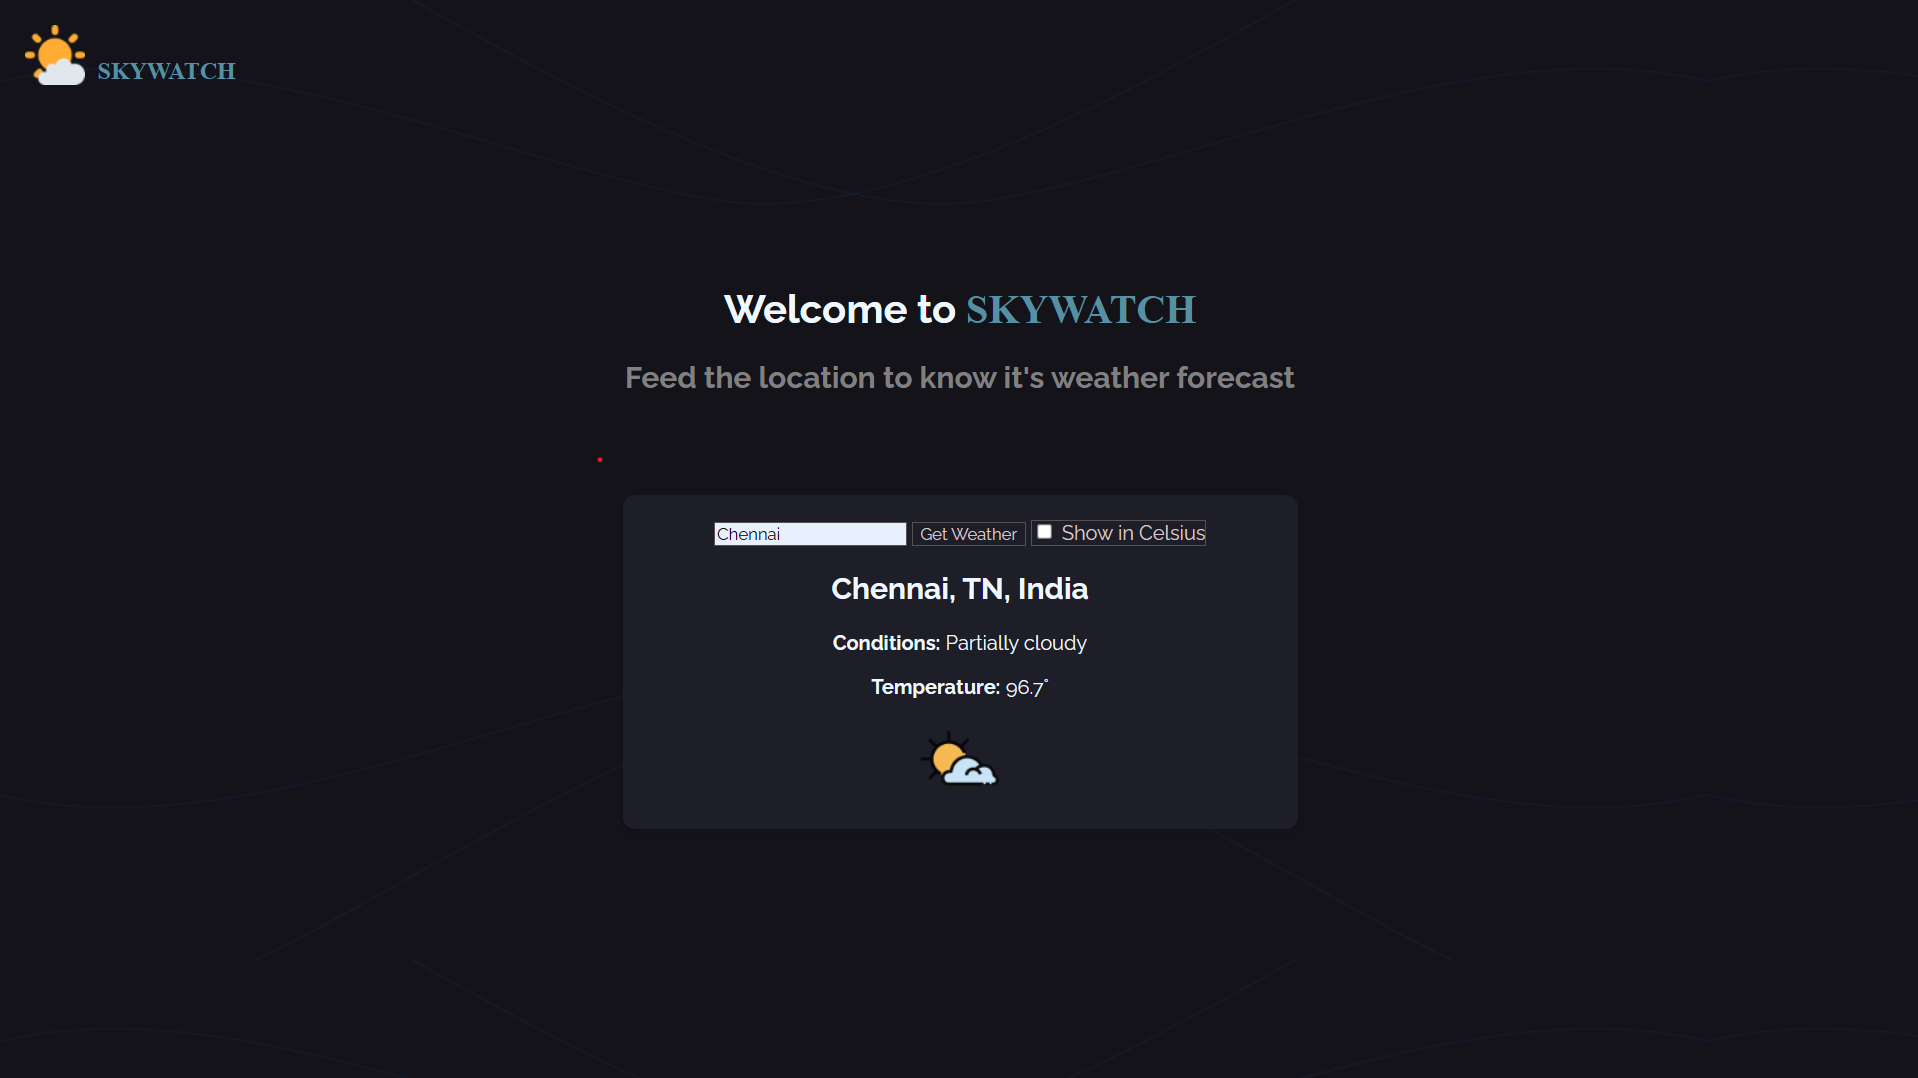 SKYWATCH
Welcome to SKYWATCH
Feed the location to know it's weather forecast
Chennai Get Weather Show in Celsius
Chennai, TN, India
Conditions: Partially cloudy
Temperature: 96.7°